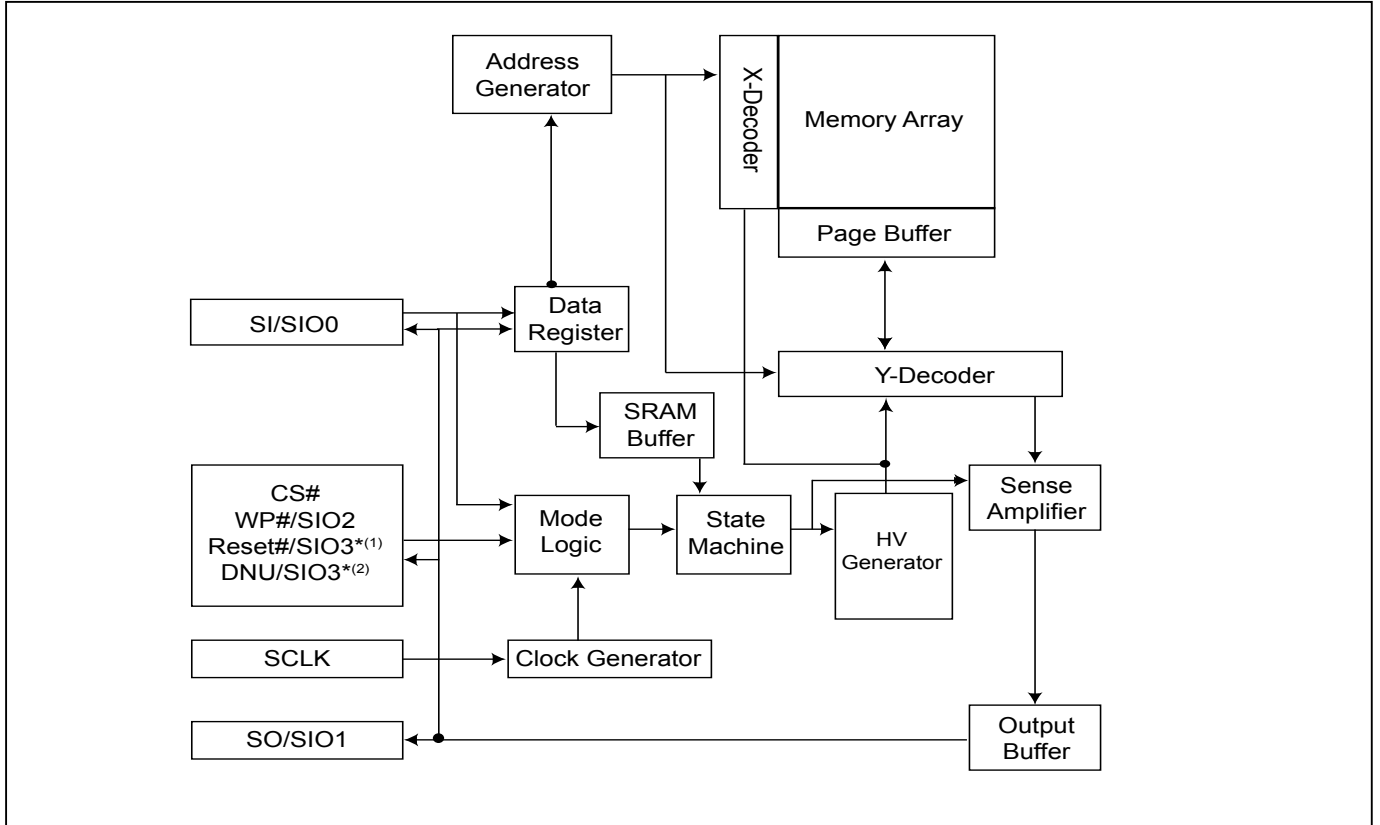 Address
Generator
X-Decoder
Memory Array
Page Buffer
SI/SIO0
Data
Register
Y-Decoder
SRAM
Buffer
CS#
WP#/SIO2
Reset#/SIO3*(1)
DNU/SIO3*(2)
Mode
Logic
State
Machine
HV
Generator
Sense
Amplifier
SCLK
Clock Generator
SO/SIO1
Output
Buffer